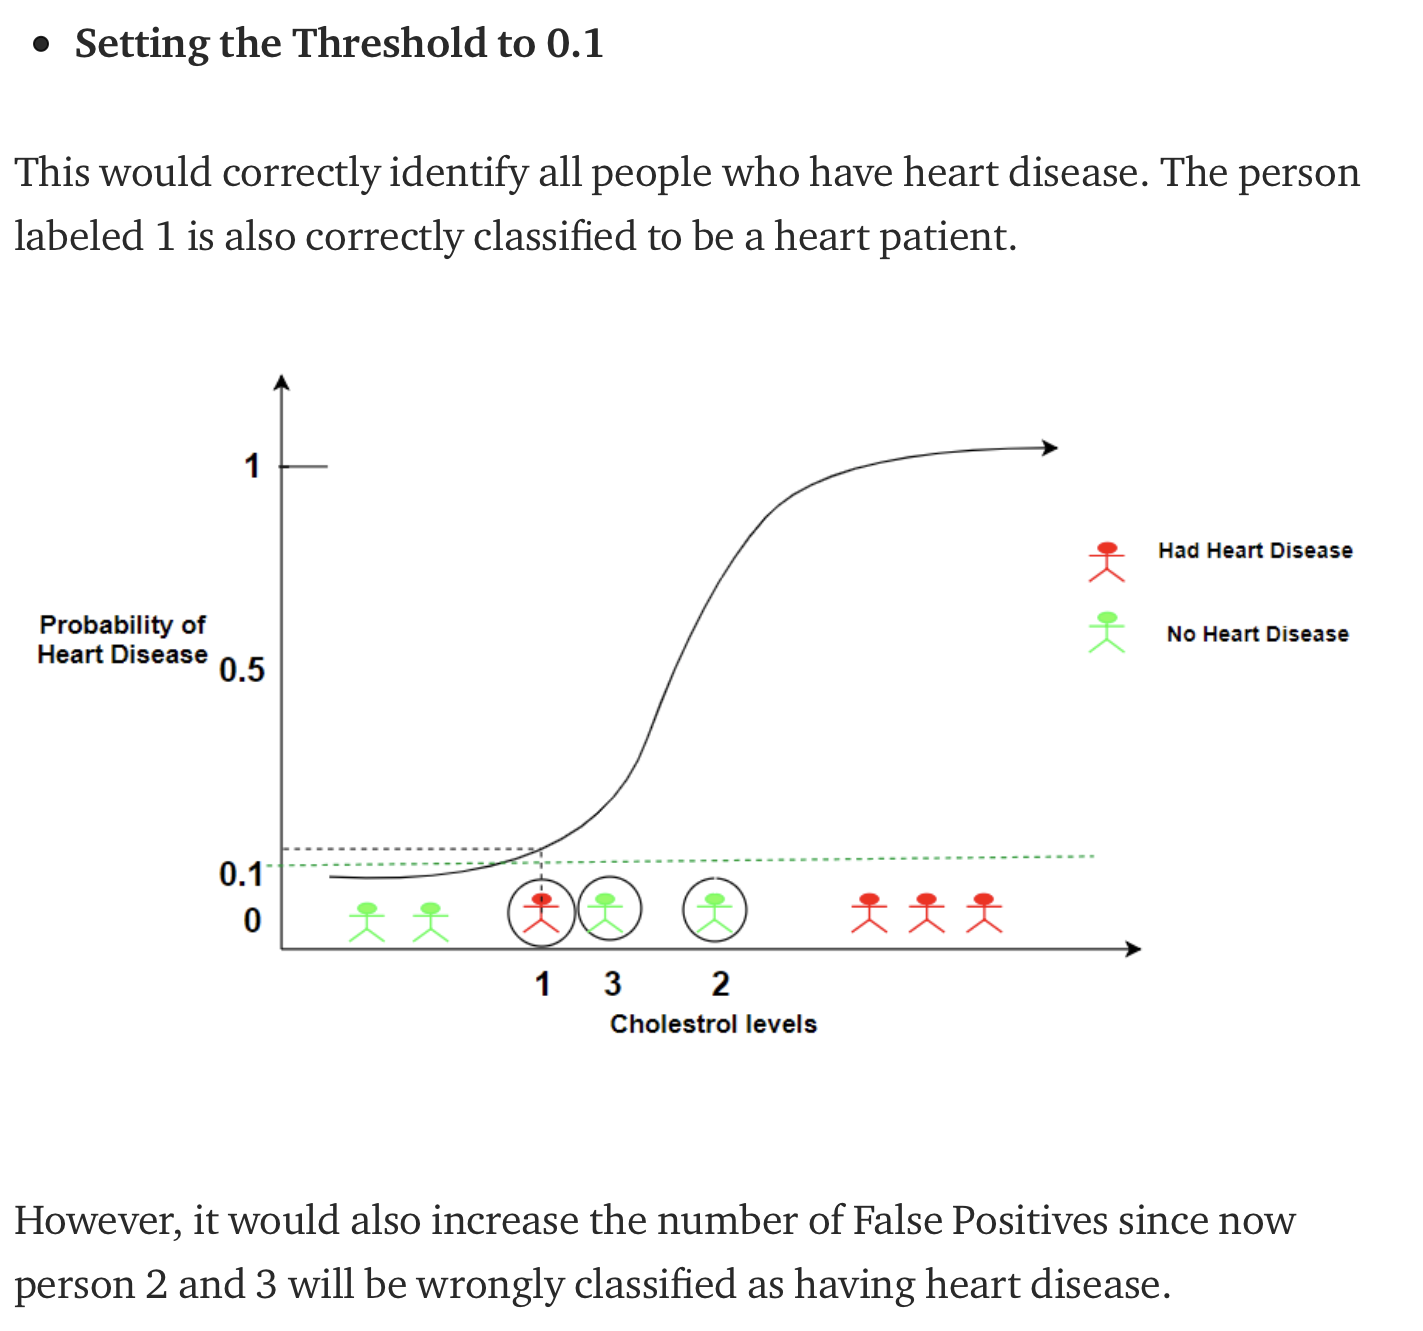 Setting the Threshold to 0.1
This would correctly identify all people who have heart disease. The person
labeled 1 is also correctly classified to be a heart patient.
1
Had Heart Disease
Probability of
Heart Disease
0.5
No Heart Disease
0.1
0
1 3 2
Cholestrol levels
However, it would also increase the number of False Positives since now
person 2 and 3 will be wrongly classified as having heart disease.